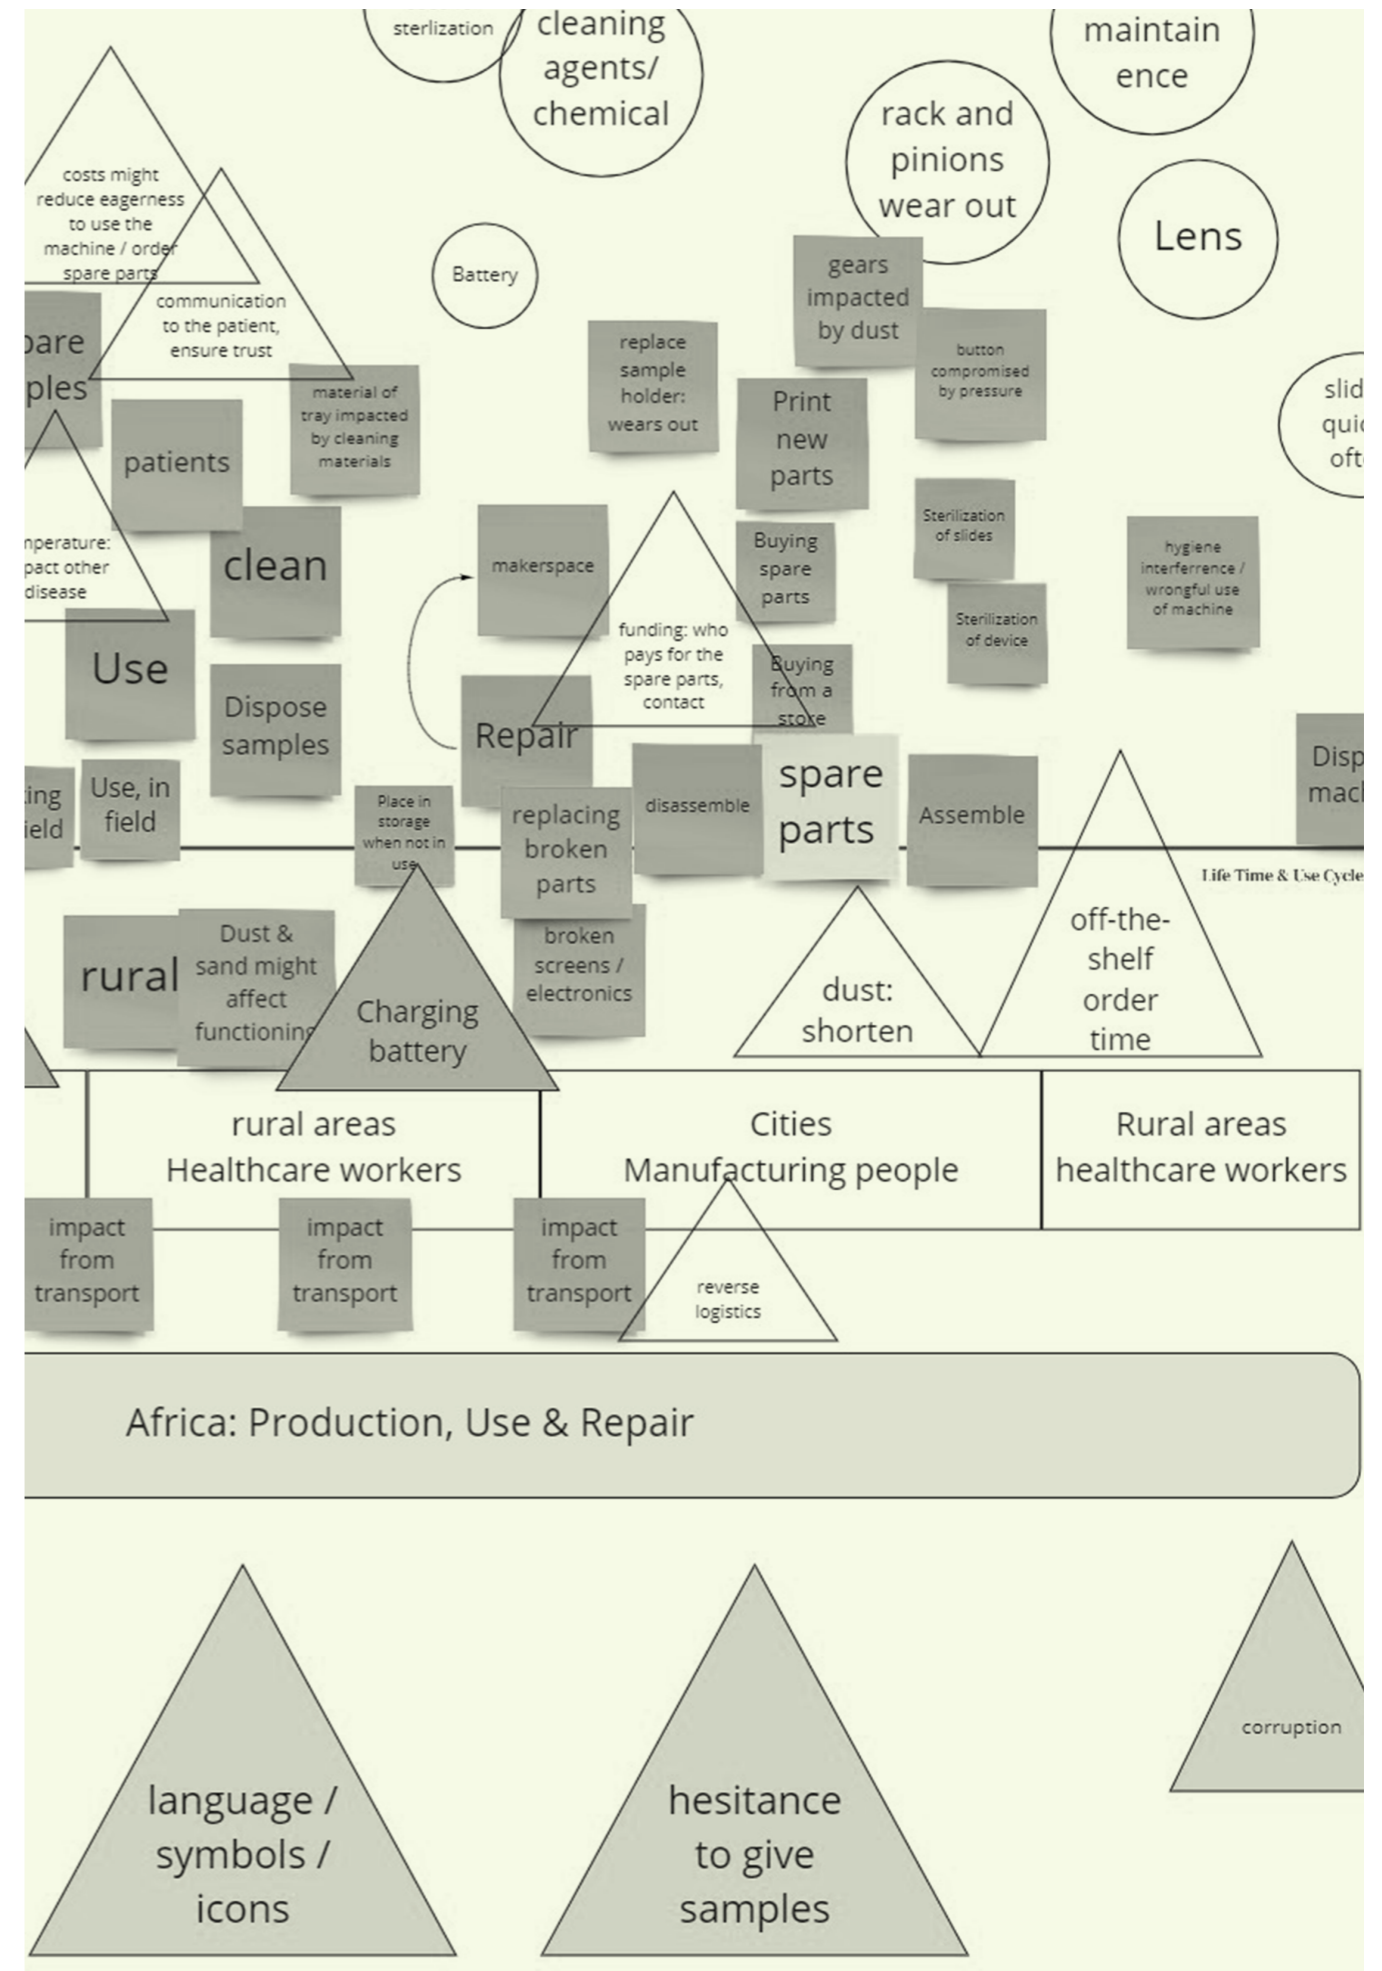 sterlization
cleaning
agents/
chemical
maintain
ence
rack and
pinions
wear out
Lens
costs might
reduce eagerness
to use the
machine / order
spare parts
communication
to the patient,
ensure trust
Battery
gears
impacted
by dust
button
compromised
by pressure
replace
sample
holder:
wears out
Print
new
parts
material of
tray impacted
by cleaning
materials
patients
clean
makerspace
Buying
spare
parts
Sterilization
of slides
Sterilization
of device
hygiene
interferrence /
wrongful use
of machine
other
disease
Use
Dispose
samples
funding: who
pays for the
spare parts,
contact
Buying
from a
store
Repair
Use, in
field
Place in
storage
when not in
use
replacing
broken
parts
disassemble
spare
parts
Assemble
Life Time & Use Cycle
rural
Dust &
sand might
affect
functioning
Charging
battery
broken
screens /
electronics
dust:
shorten
off-the-
shelf
order
time
rural areas
Healthcare workers
Cities
Manufacturing people
Rural areas
healthcare workers
impact
from
transport
impact
from
transport
impact
from
transport
reverse
logistics
Africa: Production, Use & Repair
language /
symbols /
icons
hesitance
to give
samples
corruption